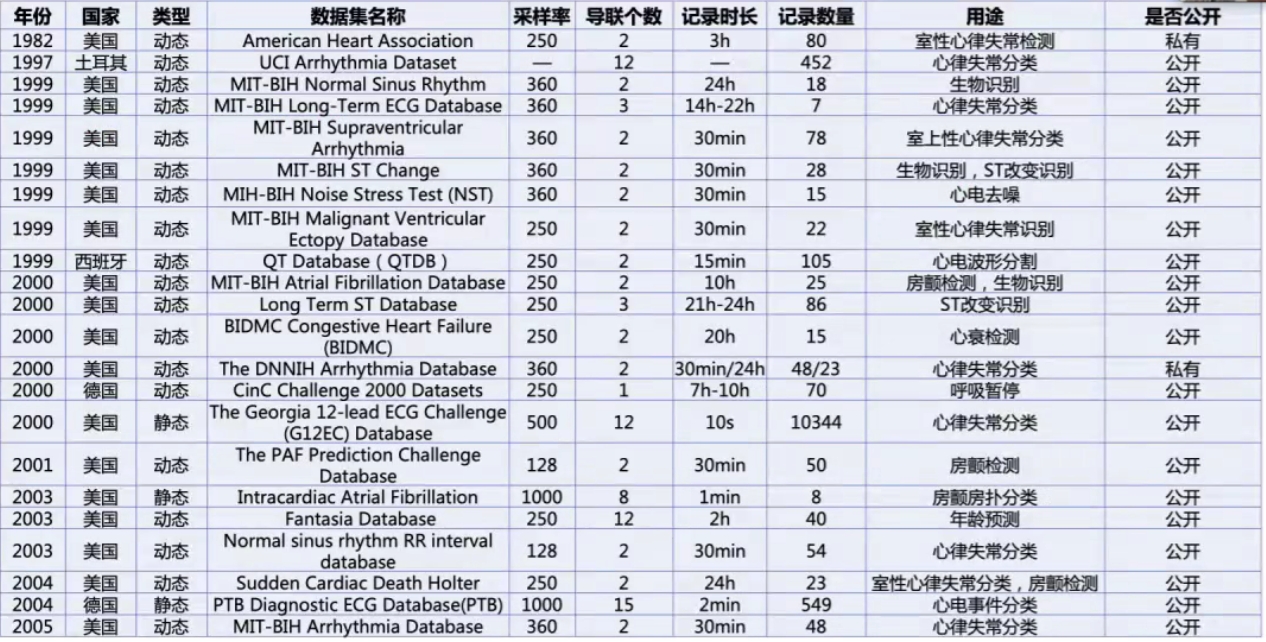 年份 国家 类型 数据集名称 采样率 导联个数 记录时长 记录数量 用途 是否公开
1982 美国 动态 American Heart Association 250 2 3h 80 室性心律失常检测 私有
1997 土耳其 动态 UCI Arrhythmia Dataset — 12 — 452 心律失常分类 公开
1999 美国 动态 MIT-BIH Normal Sinus Rhythm 360 2 24h 18 生物识别 公开
1999 美国 动态 MIT-BIH Long-Term ECG Database 360 3 14h-22h 7 心律失常分类 公开
MIT-BIH Supraventricular
1999 美国 动态 360 2 30min 78 室上性心律失常分类 公开
Arrhythmia
1999 美国 动态 MIT-BIH ST Change 360 2 30min 28 生物识别，ST改变识别 公开
1999 美国 动态 MIH-BIH Noise Stress Test (NST) 360 2 30min 15 心电去噪 公开
MIT-BIH Malignant Ventricular
1999 美国 动态 250 2 30min 22 室性心律失常识别 公开
Ectopy Database
1999 西班牙 动态 QT Database（QTDB） 250 2 15min 105 心电波形分割 公开
2000 美国 动态 MIT-BIH Atrial Fibrillation Database 250 2 10h 25 房颤检测，生物识别 公开
2000 美国 动态 Long Term ST Database 250 3 21h-24h 86 ST改变识别 公开
BIDMC Congestive Heart Failure
2000 美国 动态 250 2 20h 15 心衰检测 公开
(BIDMC)
2000 美国 动态 The DNNIH Arrhythmia Database 360 2 30min/24h 48/23 心律失常分类 私有
2000 德国 动态 CinC Challenge 2000 Datasets 250 1 7h-10h 70 呼吸暂停 公开
The Georgia 12-lead ECG Challenge
2000 美国 静态 500 12 10s 10344 心律失常分类 公开
(G12EC) Database
The PAF Prediction Challenge
2001 美国 动态 128 2 30min 50 房颤检测 公开
Database
2003 美国 静态 Intracardiac Atrial Fibrillation 1000 8 1min 8 房颤房扑分类 公开
2003 美国 动态 Fantasia Database 250 12 2h 40 年龄预测 公开
Normal sinus rhythm RR interval
2003 美国 动态 128 2 30min 54 心律失常分类 公开
database
2004 美国 动态 Sudden Cardiac Death Holter 250 2 24h 23 室性心律失常分类，房颤检测 公开
2004 德国 静态 PTB Diagnostic ECG Database(PTB) 1000 15 2min 549 心电事件分类 公开
2005 美国 动态 MIT-BIH Arrhythmia Database 360 2 30min 48 心律失常分类 公开